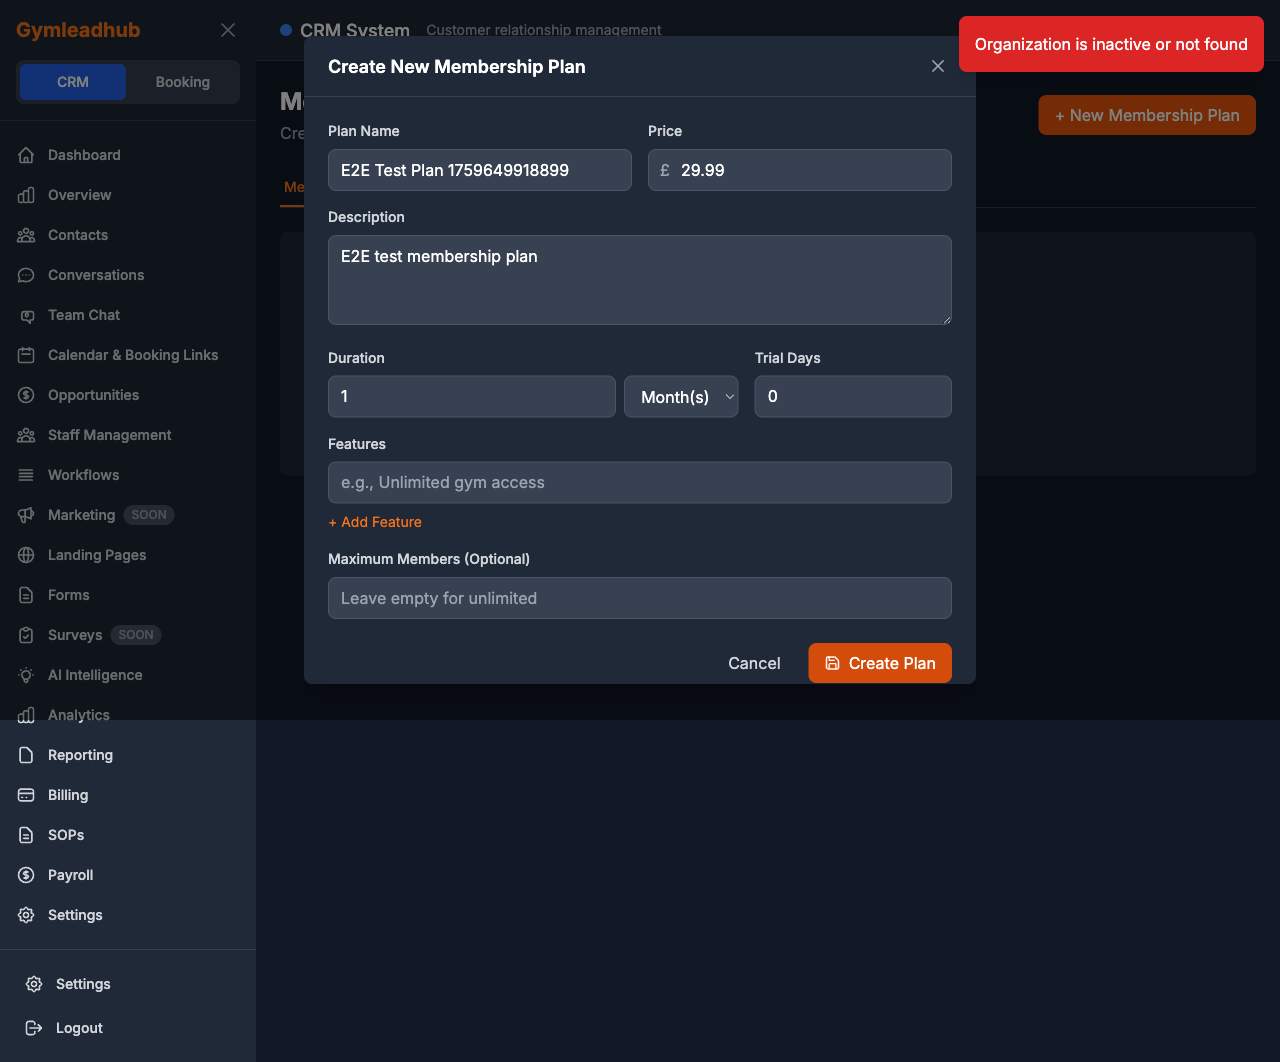 Gymleadhub
CRM
Booking
Dashboard
Overview
Contacts
Conversations
Team Chat
Calendar & Booking Links
Opportunities
Staff Management
Workflows
Marketing SOON
Landing Pages
Forms
Surveys SOON
AI Intelligence
Analytics
Reporting
Billing
SOPs
Payroll
Settings
Settings
Logout
CRM System Customer relationship management
Organization is inactive or not found
+ New Membership Plan
Create New Membership Plan
Plan Name
E2E Test Plan 1759649918899
Price
£ 29.99
Description
E2E test membership plan
Duration
1
Month(s)
Trial Days
0
Features
e.g., Unlimited gym access
+ Add Feature
Maximum Members (Optional)
Leave empty for unlimited
Cancel
Create Plan